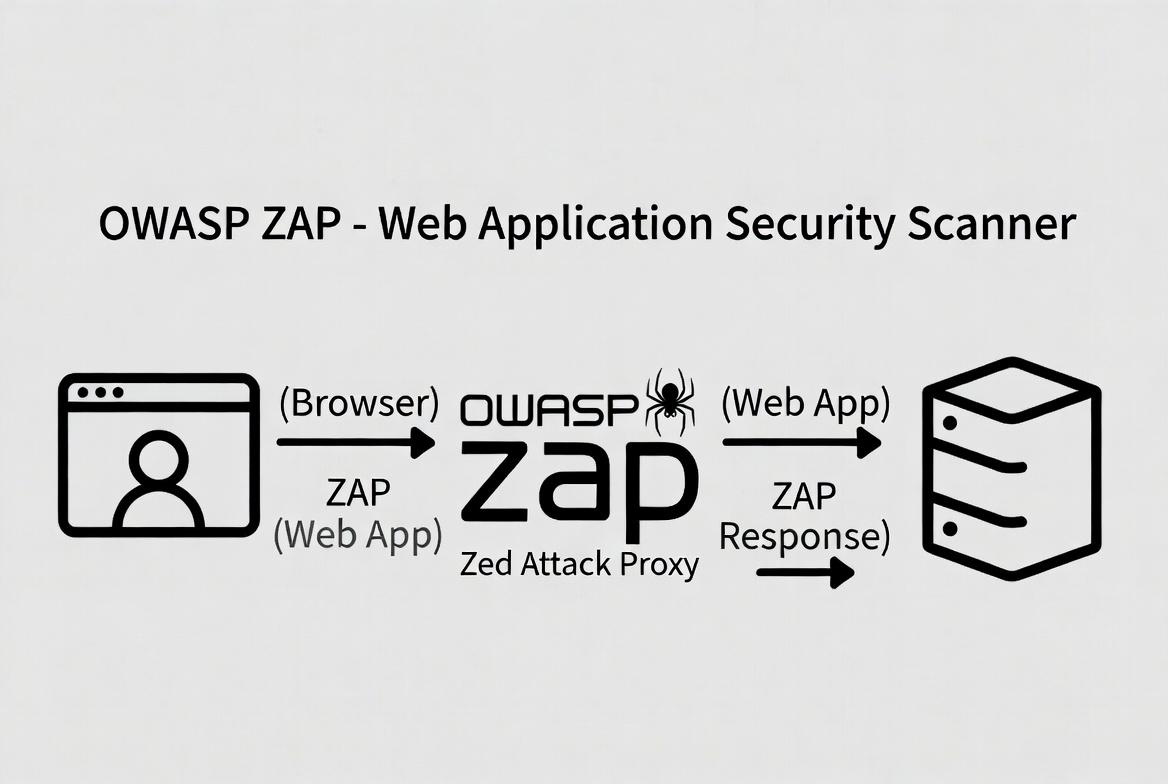 OWASP ZAP - Web Application Security Scanner
(Browser)
ZAP
(Web App)
OWASP
zap
Zed Attack Proxy
(Web App)
ZAP
Response)